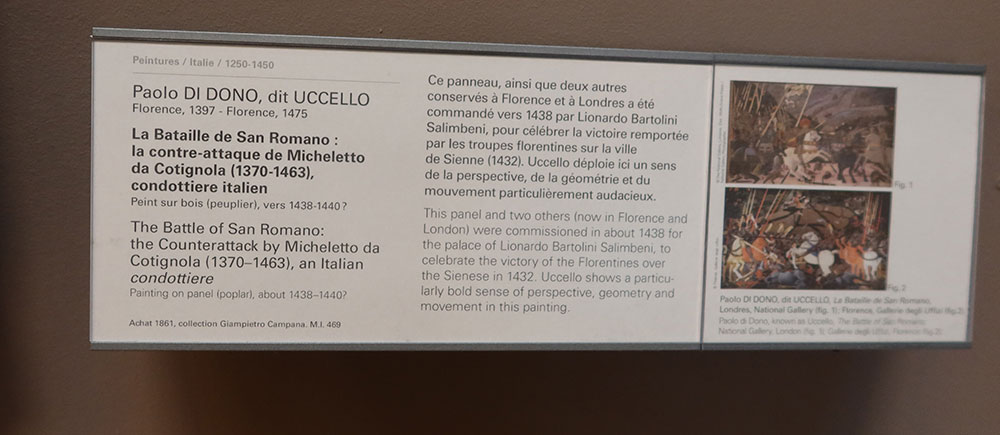 Peintures / Italie / 1250-1450
Paolo DI DONO, dit UCCELLO
Florence, 1397 - Florence, 1475
La Bataille de San Romano :
la contre-attaque de Micheletto
da Cotignola (1370-1463),
condottiere italien
Peint sur bois (peuplier), vers 1438-1440 ?
The Battle of San Romano:
the Counterattack by Micheletto da
Cotignola (1370–1463), an Italian
condottiere
Painting on panel (poplar), about 1438–1440?
Achat 1861, collection Giampietro Campana. M.I. 469
Ce panneau, ainsi que deux autres
conservés à Florence et à Londres a été
commandé vers 1438 par Lionardo Bartolini
Salimbeni, pour célébrer la victoire remportée
par les troupes florentines sur la ville
de Sienne (1432). Uccello déploie ici un sens
de la perspective, de la géométrie et du
mouvement particulièrement audacieux.
This panel and two others (now in Florence and
London) were commissioned in about 1438 for
the palace of Lionardo Bartolini Salimbeni, to
celebrate the victory of the Florentines over
the Sienese in 1432. Uccello shows a particu-
larly bold sense of perspective, geometry and
movement in this painting.
Fig. 1
Fig. 2
Paolo DI DONO, dit UCCELLO, La Bataille de San Romano,
Londres, National Gallery (fig. 1); Florence, Gallerie degli Uffizi (fig.2).
Paolo di Dono, known as Uccello, The Battle of San Romano,
National Gallery, London (fig. 1), Gallerie degli Uffizi, Florence (fig.2).